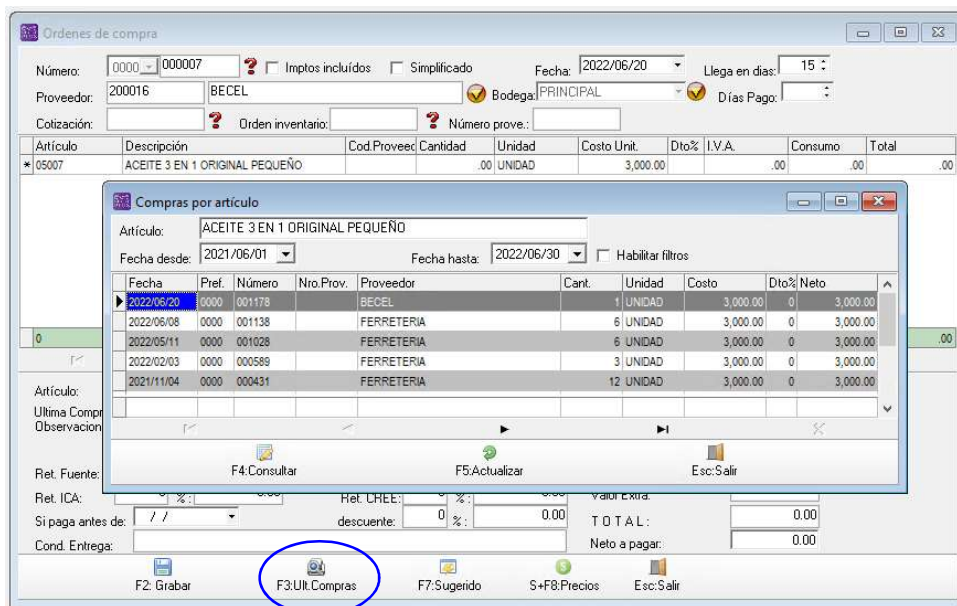 Ordenes de compra
Número: 0000 000007 ? Imptos incluídos Simplificado Fecha: 2022/06/20 Llega en dias: 15
Proveedor: 200016 BECEL Bodega: PRINCIPAL Días Pago:
Cotización: ? Orden inventario: ? Número prove.:
Artículo Descripción Cod.Proveec Cantidad Unidad Costo Unit. Dto% I.V.A. Consumo Total
* 05007 ACEITE 3 EN 1 ORIGINAL PEQUEÑO .00 UNIDAD 3,000.00 .00 .00 .00
Compras por artículo
Artículo: ACEITE 3 EN 1 ORIGINAL PEQUEÑO
Fecha desde: 2021/06/01 Fecha hasta: 2022/06/30 Habilitar filtros
Fecha Pref. Número Nro.Prov. Proveedor Cant. Unidad Costo Dto% Neto
2022/06/20 0000 001178 BECEL 1 UNIDAD 3,000.00 0 3,000.00
2022/06/08 0000 001138 FERRETERIA 6 UNIDAD 3,000.00 0 3,000.00
2022/05/11 0000 001028 FERRETERIA 6 UNIDAD 3,000.00 0 3,000.00
2022/02/03 0000 000589 FERRETERIA 3 UNIDAD 3,000.00 0 3,000.00
2021/11/04 0000 000431 FERRETERIA 12 UNIDAD 3,000.00 0 3,000.00
F4:Consultar F5:Actualizar Esc:Salir
0 .00
Artículo:
Ultima Compr
Observacion
Ret. Fuente:
Ret. ICA: % : Ret. CREE: % : Valor Extra:
Si paga antes de: / / descuente: 0 % : 0.00 TOTAL: 0.00
Cond. Entrega: Neto a pagar: 0.00
F2: Grabar F3:Ult.Compras F7:Sugerido S+F8:Precios Esc:Salir